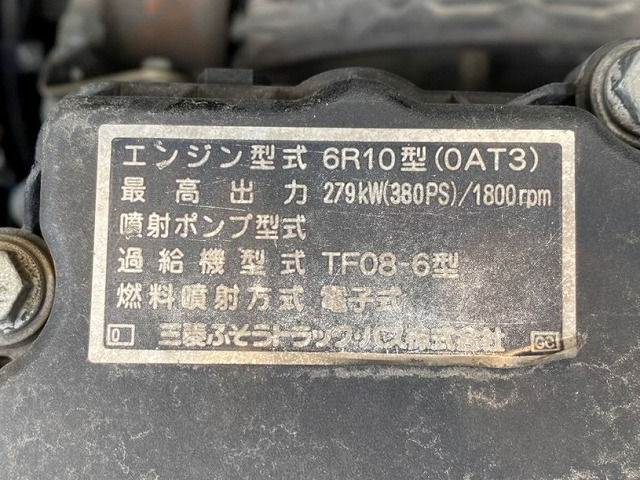 エンジン型式 6R10型(0AT3)
最高出力 279kW(380PS)/1800rpm
噴射ポンプ型式
過給機型式 TF08-6型
燃料噴射方式 電子式
0 三菱ふそうトラック・バス株式会社 GC